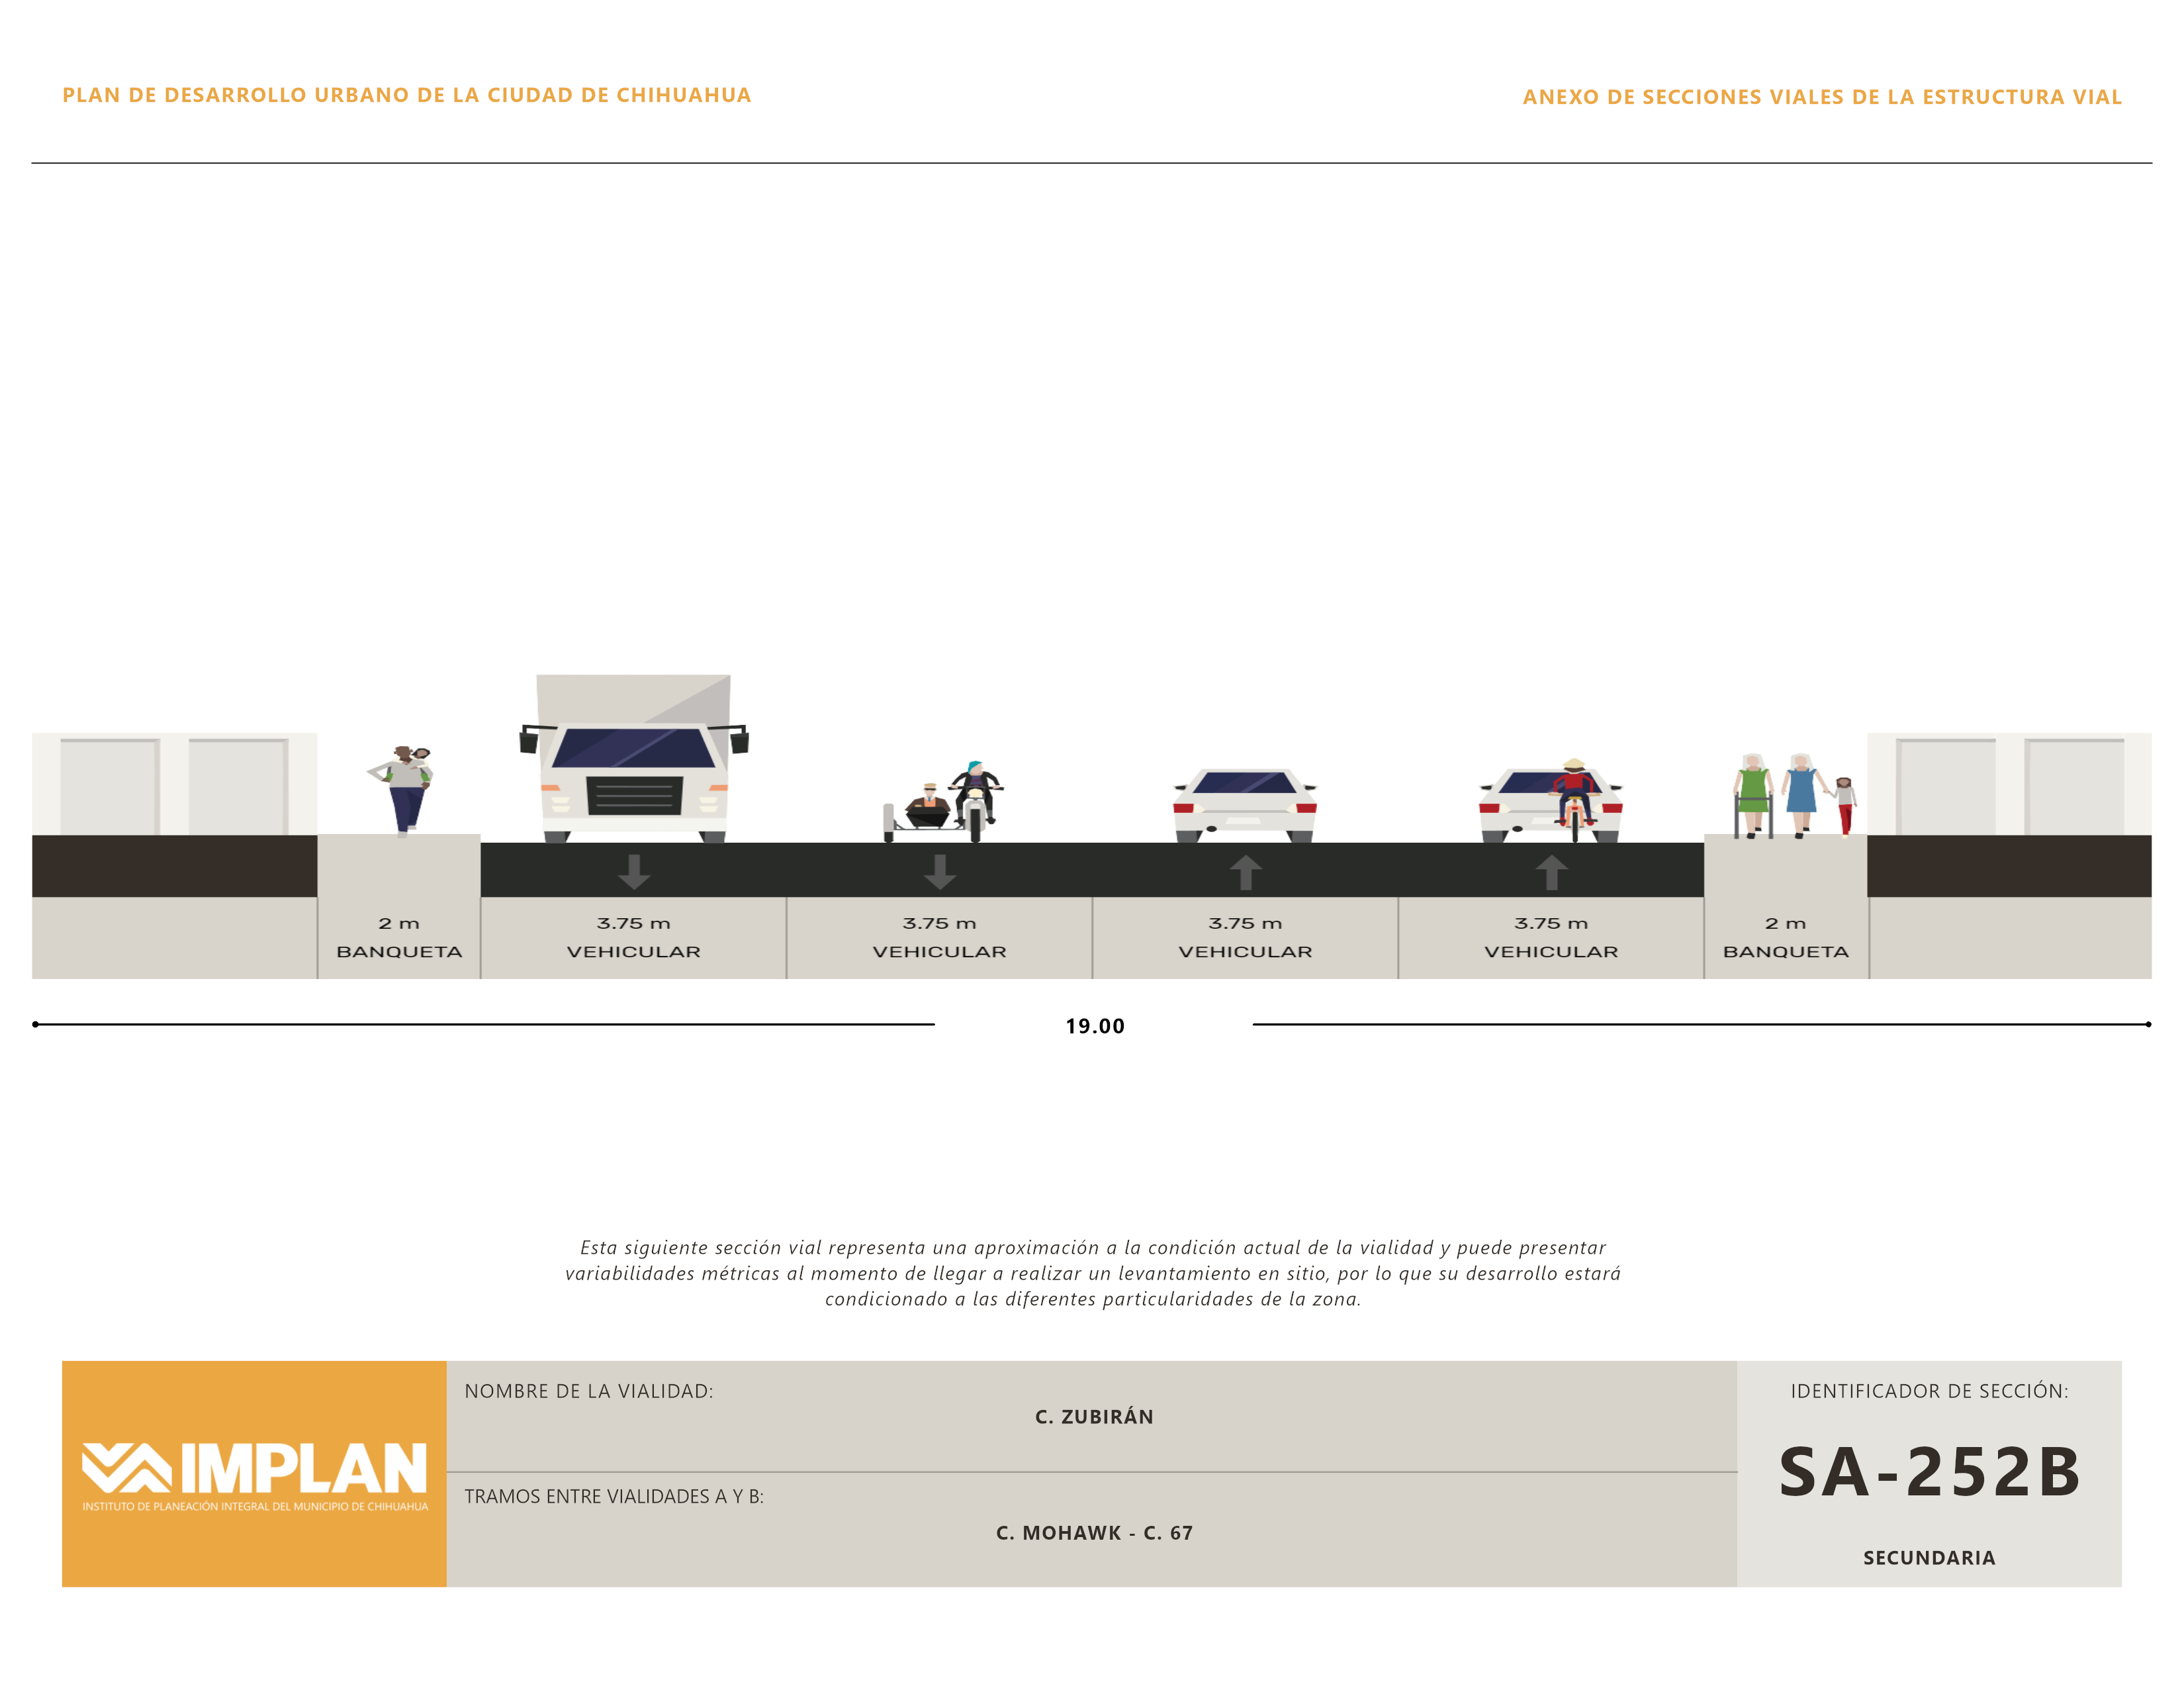 PLAN DE DESARROLLO URBANO DE LA CIUDAD DE CHIHUAHUA
ANEXO DE SECCIONES VIALES DE LA ESTRUCTURA VIAL
2 m
BANQUETA
3.75 m
VEHICULAR
3.75 m
VEHICULAR
3.75 m
VEHICULAR
3.75 m
VEHICULAR
2 m
BANQUETA
19.00
Esta siguiente sección vial representa una aproximación a la condición actual de la vialidad y puede presentar
variabilidades métricas al momento de llegar a realizar un levantamiento en sitio, por lo que su desarrollo estará
condicionado a las diferentes particularidades de la zona.
IMPLAN
INSTITUTO DE PLANEACIÓN INTEGRAL DEL MUNICIPIO DE CHIHUAHUA
NOMBRE DE LA VIALIDAD:
C. ZUBIRÁN
TRAMOS ENTRE VIALIDADES A Y B:
C. MOHAWK - C. 67
IDENTIFICADOR DE SECCIÓN:
SA-252B
SECUNDARIA